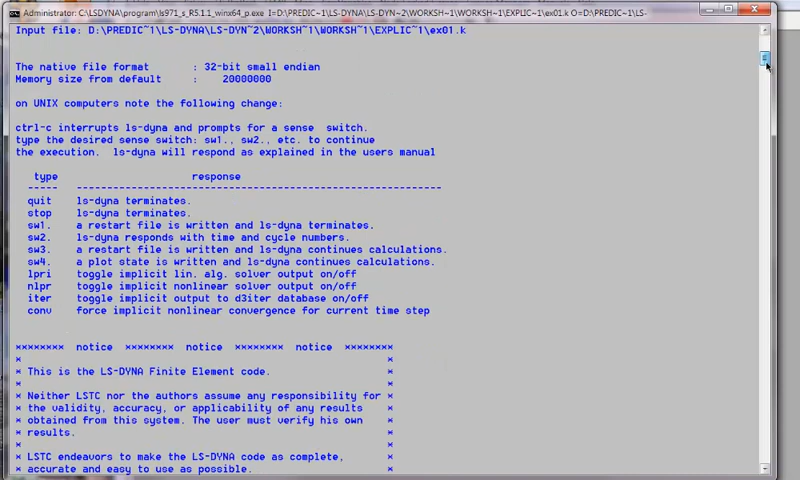 Administrator: C:\LSDYNA\program\ls971_s_R5.1.1_winx64_p.exe I=D:\PREDIC~1\LS-DYNA\LS-DYN~2\WORKSH~1\WORKSH~1\EXPLIC~1\ex01.k O=D:\PREDIC~1\LS-DYNA\LS-
Input file: D:\PREDIC~1\LS-DYNA\LS-DYN~2\WORKSH~1\WORKSH~1\EXPLIC~1\ex01.k
The native file format : 32-bit small endian
Memory size from default : 20000000
on UNIX computers note the following change:
ctrl-c interrupts ls-dyna and prompts for a sense switch.
type the desired sense switch: sw1., sw2., etc. to continue
the execution. ls-dyna will respond as explained in the users manual
type response
----- ------------------------------------------------------------
quit ls-dyna terminates.
stop ls-dyna terminates.
sw1. a restart file is written and ls-dyna terminates.
sw2. ls-dyna responds with time and cycle numbers.
sw3. a restart file is written and ls-dyna continues calculations.
sw4. a plot state is written and ls-dyna continues calculations.
lpri toggle implicit lin. alg. solver output on/off
nlpr toggle implicit nonlinear solver output on/off
iter toggle implicit output to d3iter database on/off
conv force implicit nonlinear convergence for current time step
******** notice ******** notice ******** notice ********
* *
* This is the LS-DYNA Finite Element code. *
* *
* Neither LSTC nor the authors assume any responsibility for *
* the validity, accuracy, or applicability of any results *
* obtained from this system. The user must verify his own *
* results. *
* *
* LSTC endeavors to make the LS-DYNA code as complete, *
* accurate and easy to use as possible. *